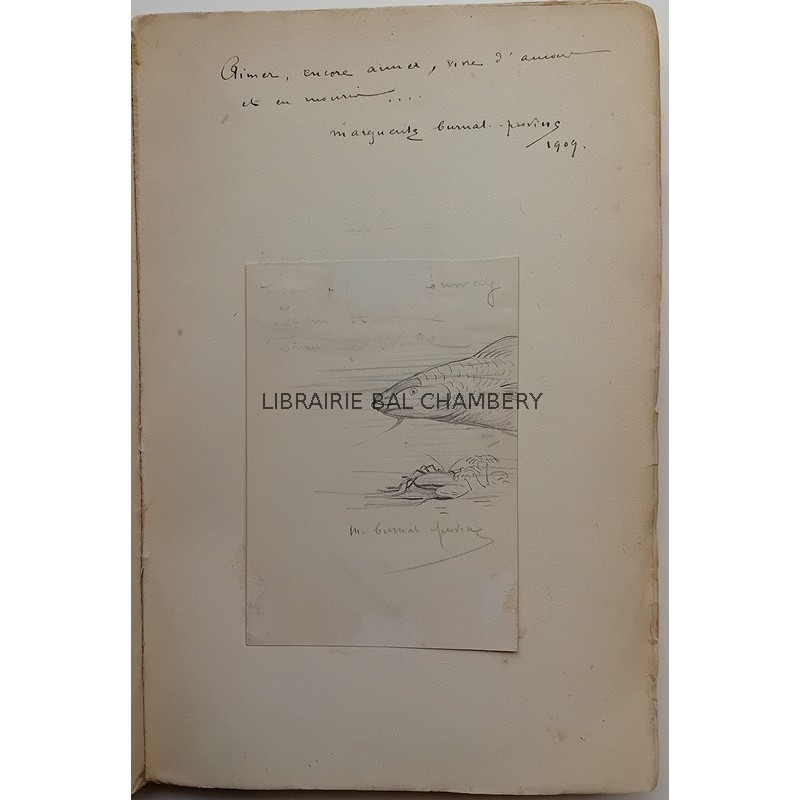 Aimer, encore aimer, vivre d'amour
et en mourir....
marguerite burnat-provins
1909.
LIBRAIRIE BAL CHAMBERY
m. burnat provins